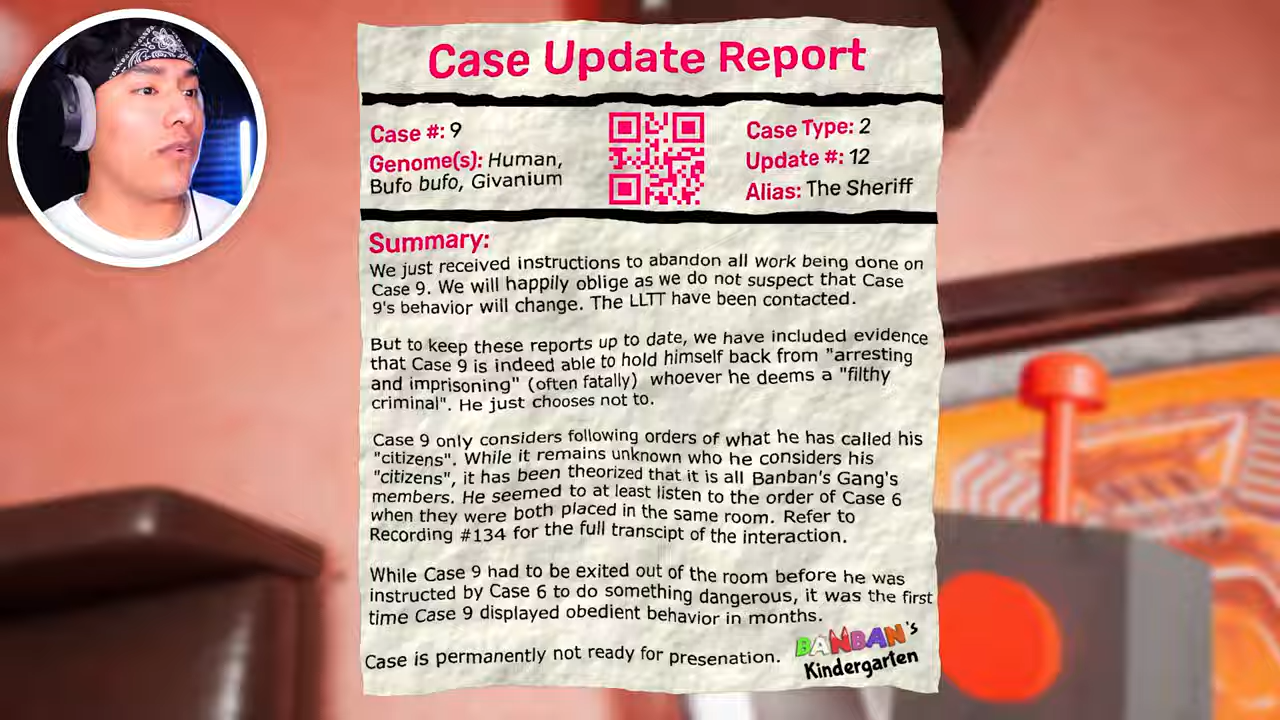 Case Update Report
Case #: 9
Genome(s): Human,
Bufo bufo, Givanium
Case Type: 2
Update #: 12
Alias: The Sheriff
Summary:
We just received instructions to abandon all work being done on
Case 9. We will happily oblige as we do not suspect that Case
9's behavior will change. The LLTT have been contacted.
But to keep these reports up to date, we have included evidence
that Case 9 is indeed able to hold himself back from "arresting
and imprisoning" (often fatally) whoever he deems a "filthy
criminal". He just chooses not to.
Case 9 only considers following orders of what he has called his
"citizens". While it remains unknown who he considers his
"citizens", it has been theorized that it is all Banban's Gang's
members. He seemed to at least listen to the order of Case 6
when they were both placed in the same room. Refer to
Recording #134 for the full transcipt of the interaction.
While Case 9 had to be exited out of the room before he was
instructed by Case 6 to do something dangerous, it was the first
time Case 9 displayed obedient behavior in months.
Case is permanently not ready for presenation.
BANBAN's
Kindergarten